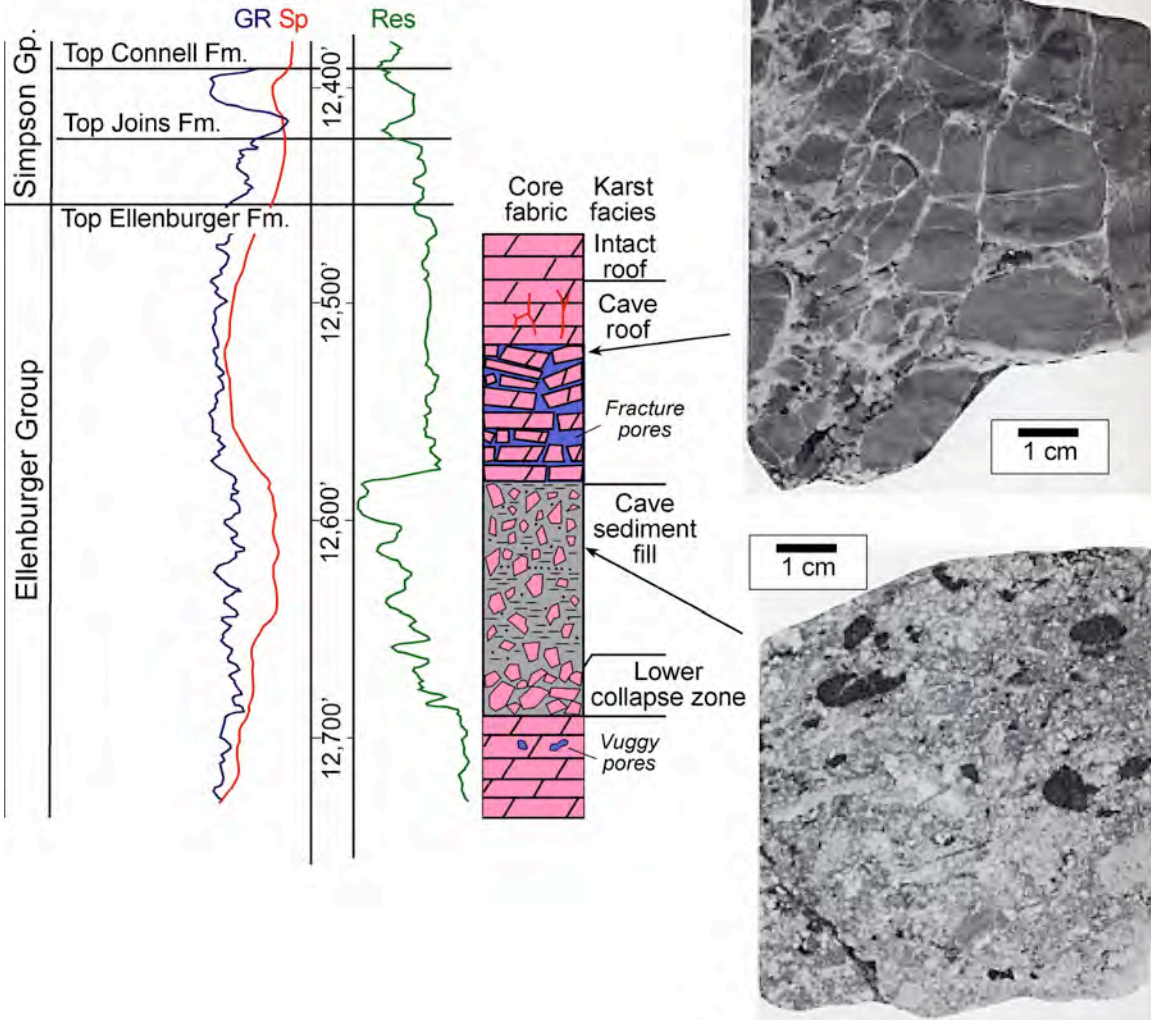 GR Sp
Res
Simpson Gp.
Top Connell Fm.
12,400'
Top Joins Fm.
Top Ellenburger Fm.
Ellenburger Group
12,500'
12,600'
12,700'
Core
fabric
Karst
facies
Intact
roof
Cave
roof
Fracture
pores
Cave
sediment
fill
Lower
collapse zone
Vuggy
pores
1 cm
1 cm